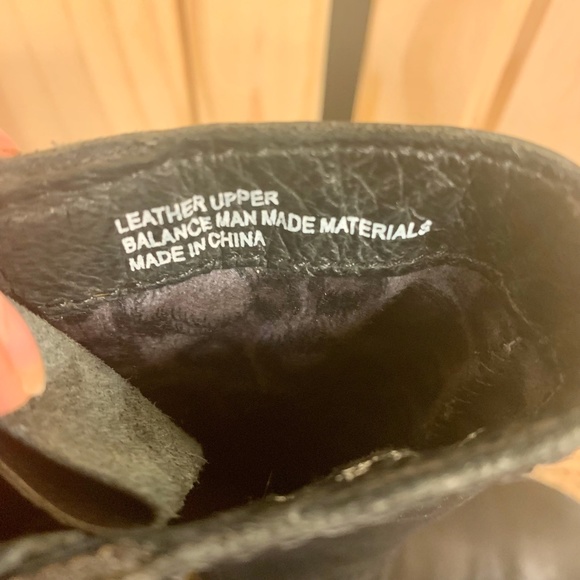 LEATHER UPPER
BALANCE MAN MADE MATERIALS
MADE IN CHINA